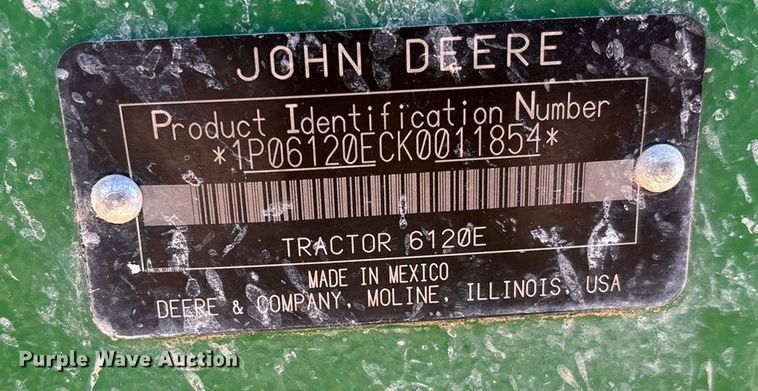 JOHN DEERE
Product Identification Number
*1P06120ECK0011854*
TRACTOR 6120E
MADE IN MEXICO
DEERE & COMPANY, MOLINE, ILLINOIS, USA
Purple Wave Auction